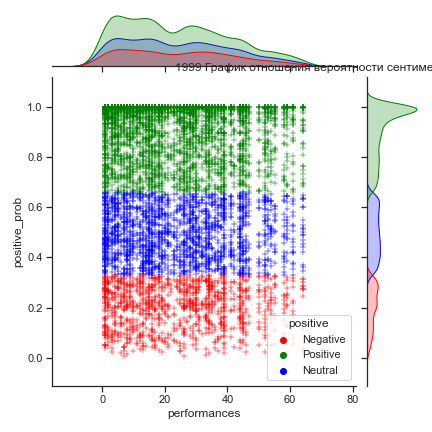 1999 График отношения вероятности сентиме
1.0
0.8
0.6
0.4
0.2
0.0
positive_prob
positive
Negative
Positive
Neutral
0 20 40 60 80
performances